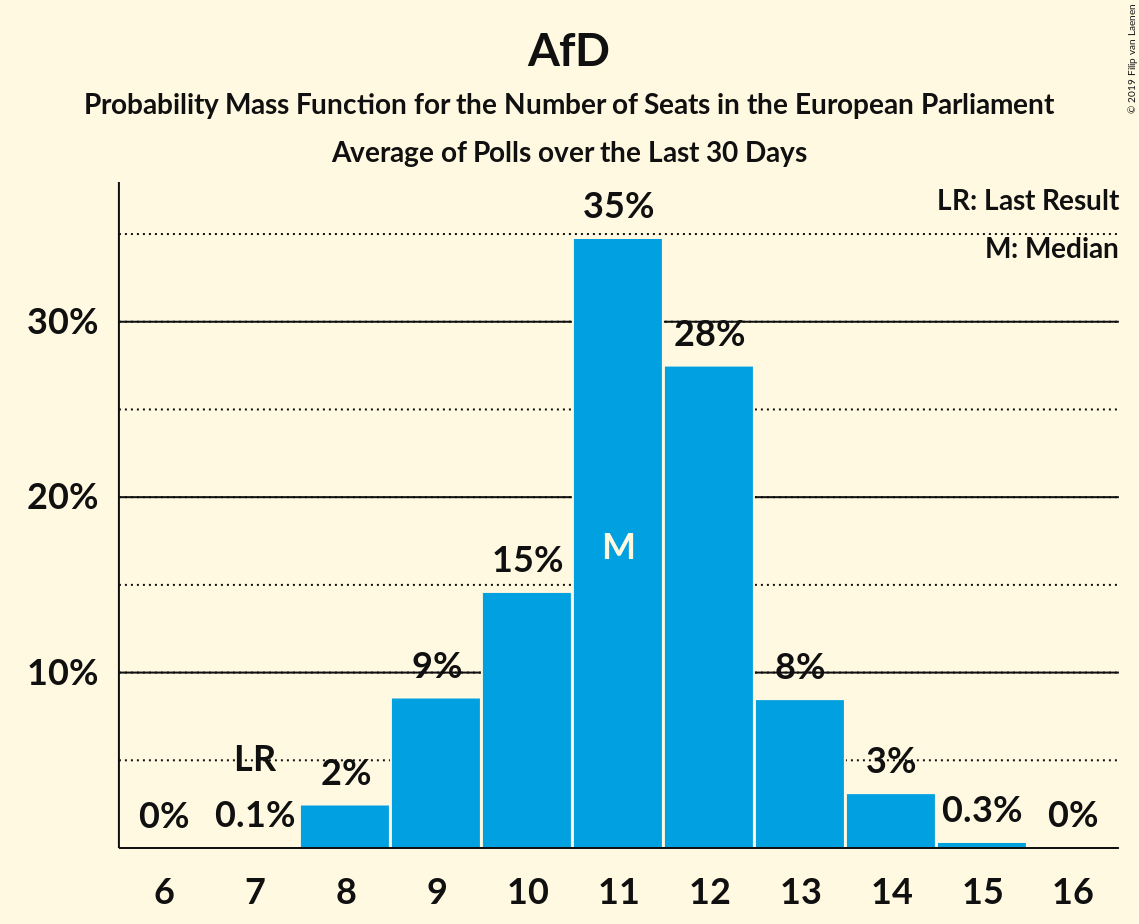 AfD
Probability Mass Function for the Number of Seats in the European Parliament
Average of Polls over the Last 30 Days
© 2019 Filip van Laenen
LR: Last Result
M: Median
35%
30%
28%
20%
M
15%
10%
9%
8%
LR
2%
3%
0%
0.1%
0.3%
0%
6 7 8 9 10 11 12 13 14 15 16